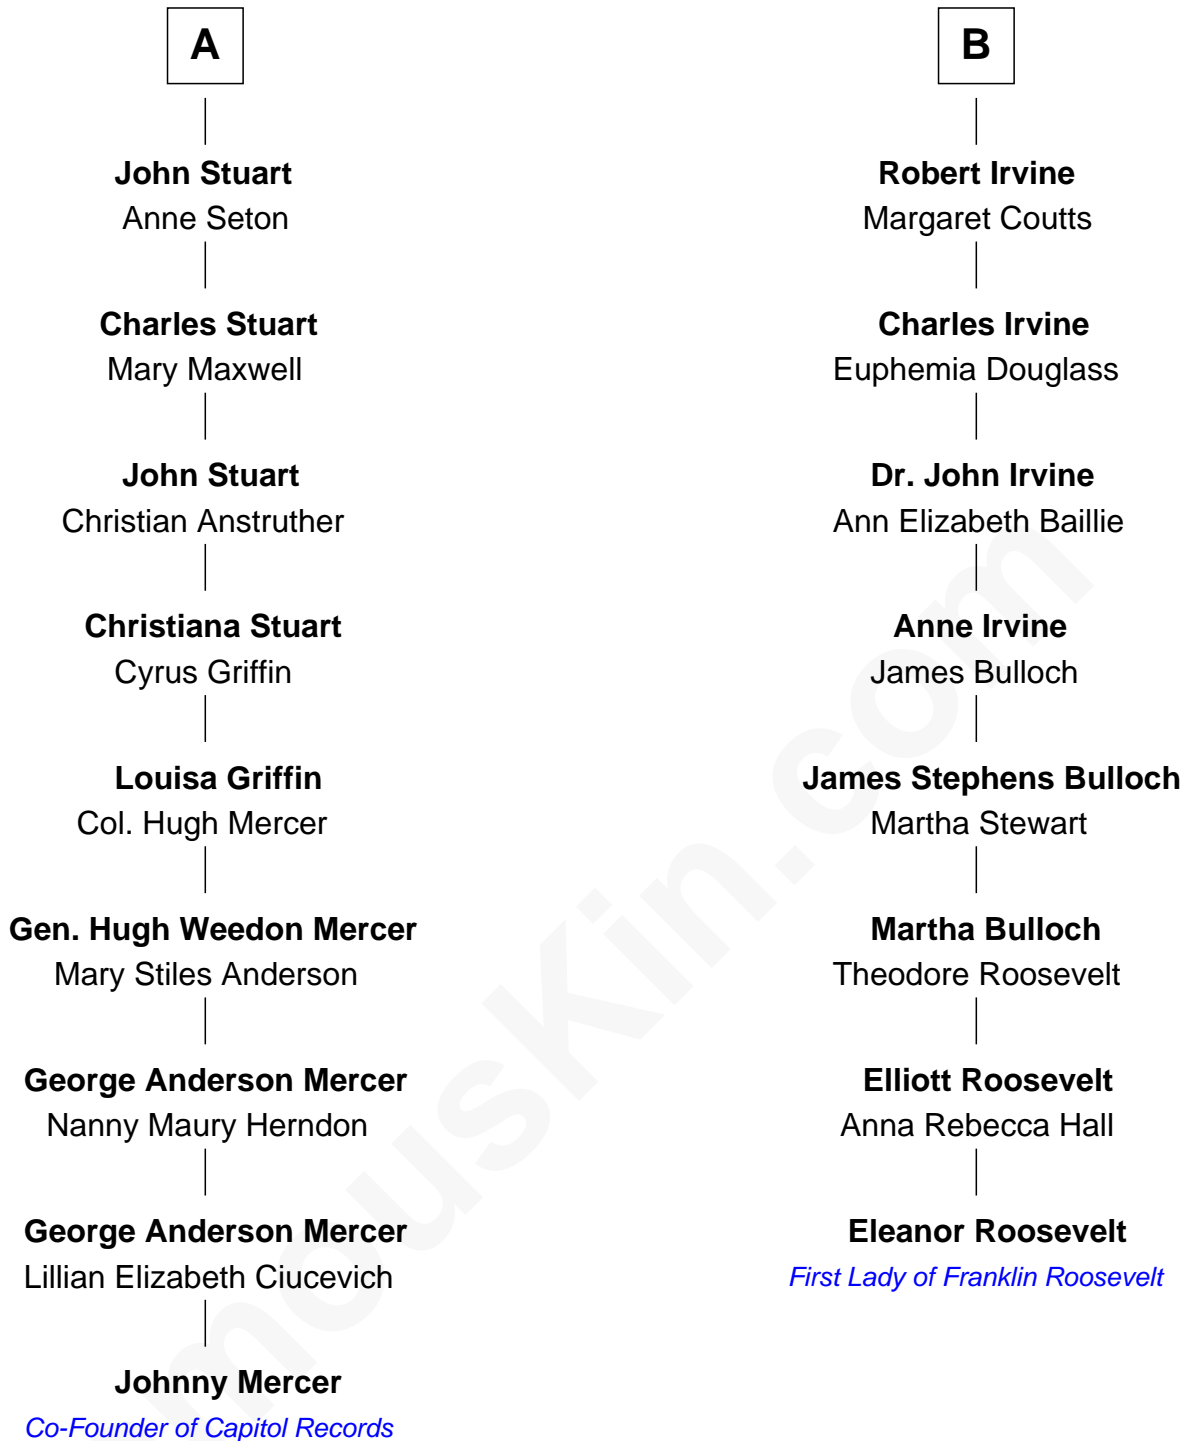 A
John Stuart
Anne Seton
Charles Stuart
Mary Maxwell
John Stuart
Christian Anstruther
Christiana Stuart
Cyrus Griffin
Louisa Griffin
Col. Hugh Mercer
Gen. Hugh Weedon Mercer
Mary Stiles Anderson
George Anderson Mercer
Nanny Maury Herndon
George Anderson Mercer
Lillian Elizabeth Ciucevich
Johnny Mercer
Co-Founder of Capitol Records
B
Robert Irvine
Margaret Coutts
Charles Irvine
Euphemia Douglass
Dr. John Irvine
Ann Elizabeth Baillie
Anne Irvine
James Bulloch
James Stephens Bulloch
Martha Stewart
Martha Bulloch
Theodore Roosevelt
Elliott Roosevelt
Anna Rebecca Hall
Eleanor Roosevelt
First Lady of Franklin Roosevelt
mousKin.com